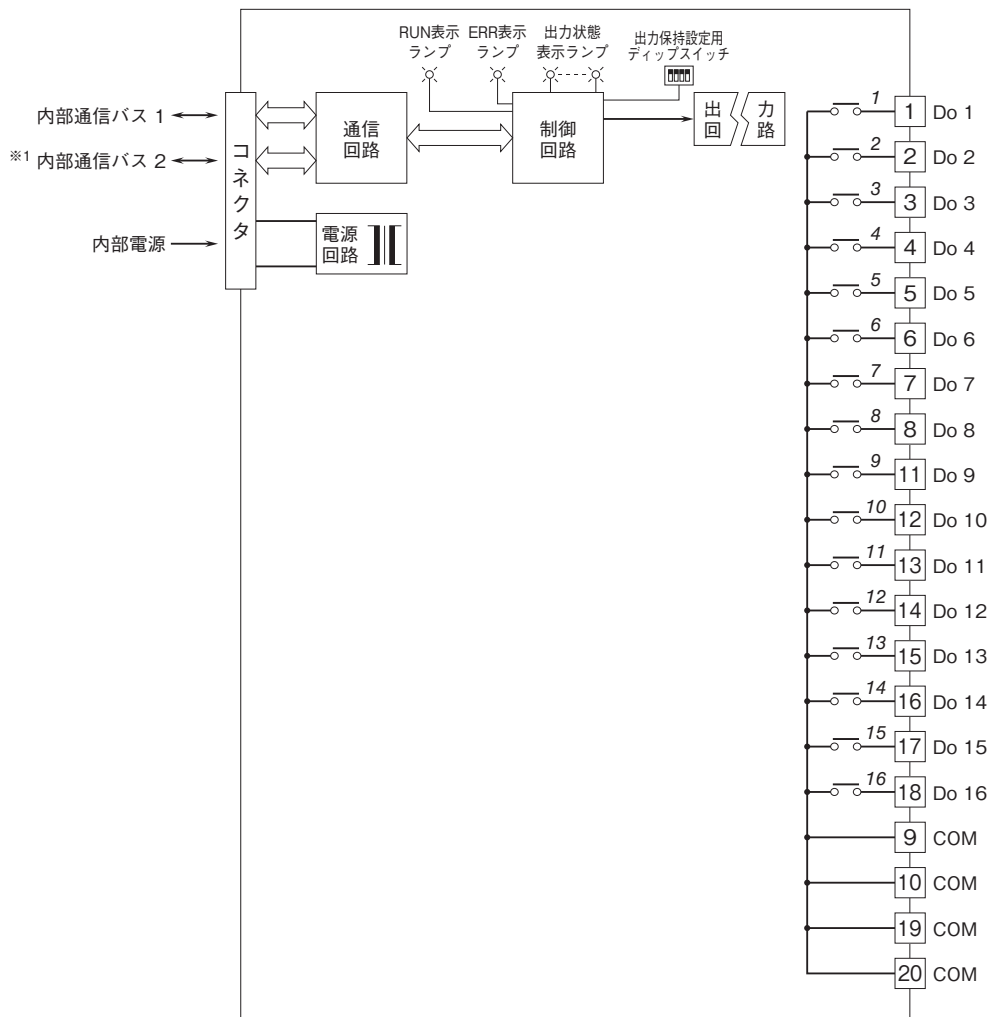 RUN表示
ランプ
ERR表示
ランプ
出力状態
表示ランプ
出力保持設定用
ディップスイッチ
内部通信バス 1
※1 内部通信バス 2
内部電源
コネクタ
通信
回路
電源
回路
制御
回路
出力
回路
1 1 Do 1
2 2 Do 2
3 3 Do 3
4 4 Do 4
5 5 Do 5
6 6 Do 6
7 7 Do 7
8 8 Do 8
9 11 Do 9
10 12 Do 10
11 13 Do 11
12 14 Do 12
13 15 Do 13
14 16 Do 14
15 17 Do 15
16 18 Do 16
9 COM
10 COM
19 COM
20 COM